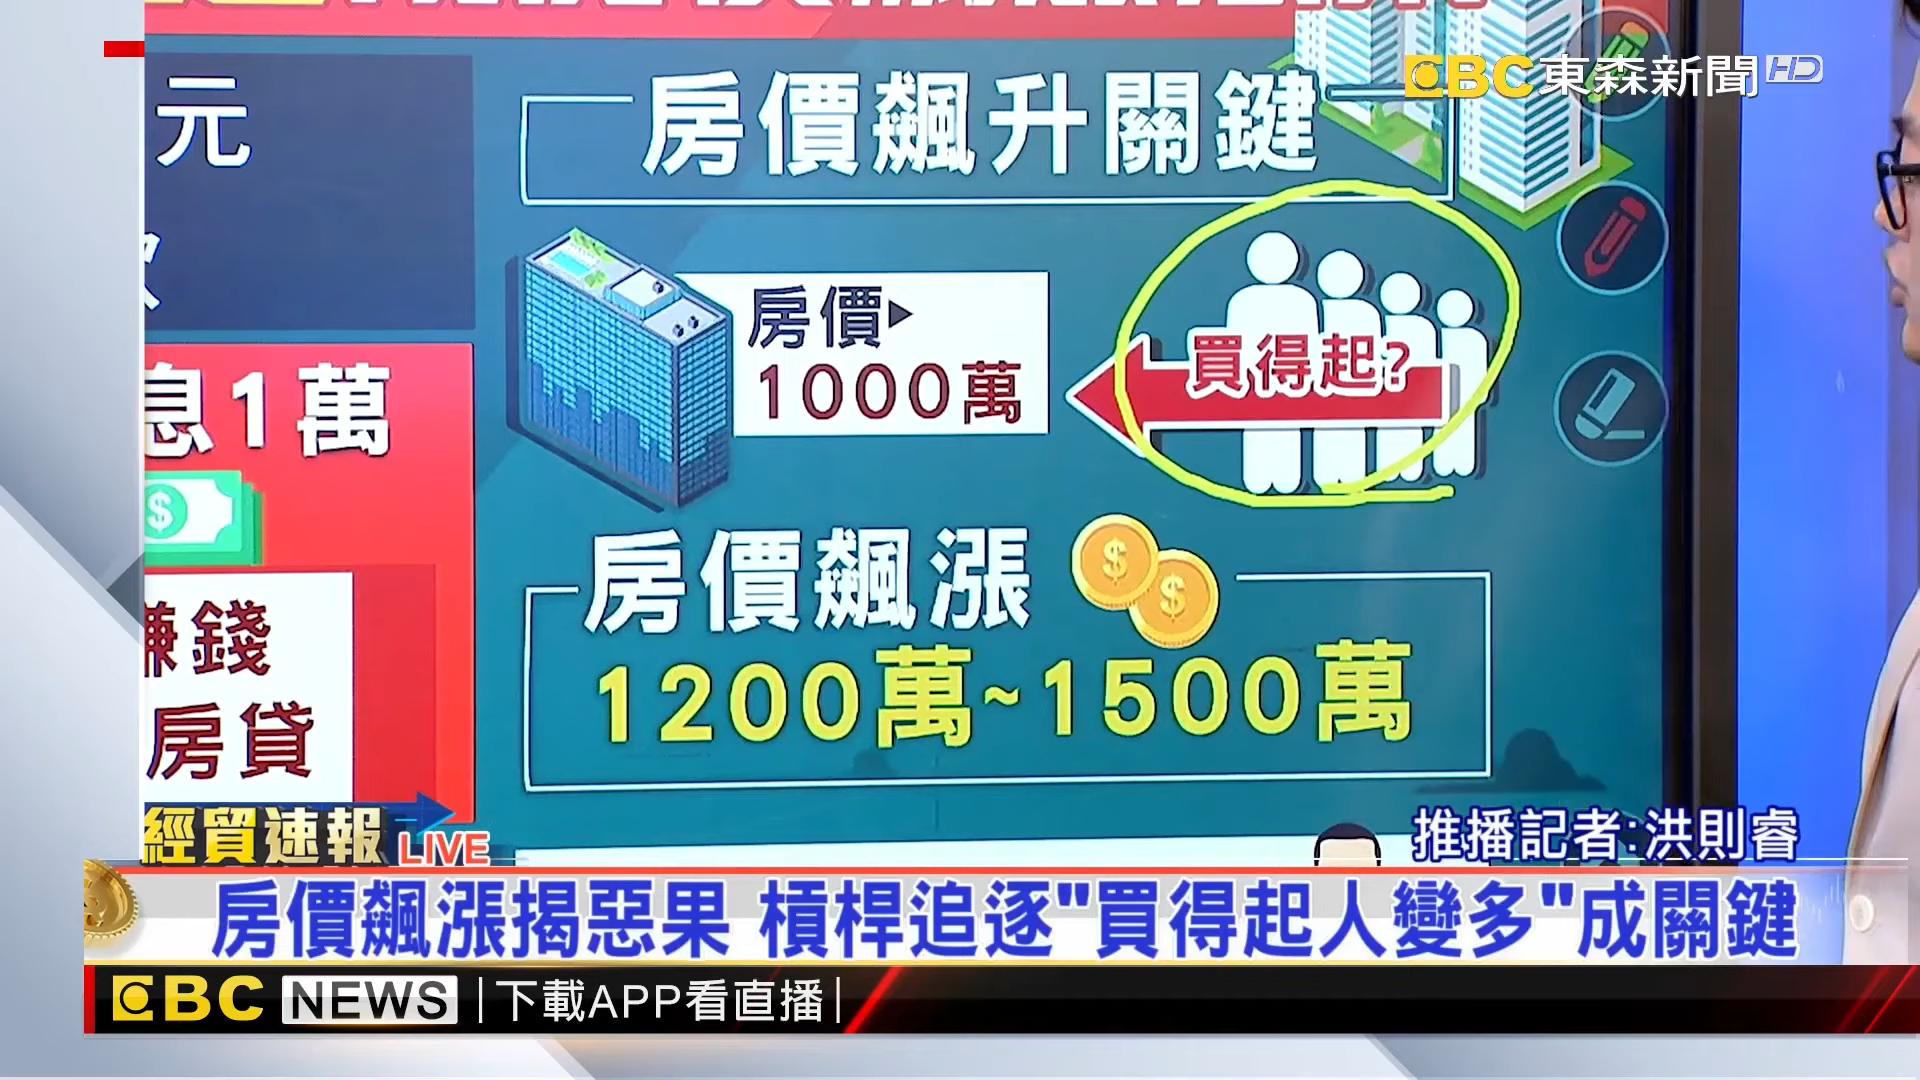 EBC東森新聞HD
元
房價飆升關鍵
房價▸
1000萬
買得起?
息1萬
賺錢
房貸
房價飆漲
1200萬~1500萬
經貿速報
LIVE
推播記者:洪則睿
房價飆漲揭惡果 槓桿追逐"買得起人變多"成關鍵
EBC NEWS |下載APP看直播|